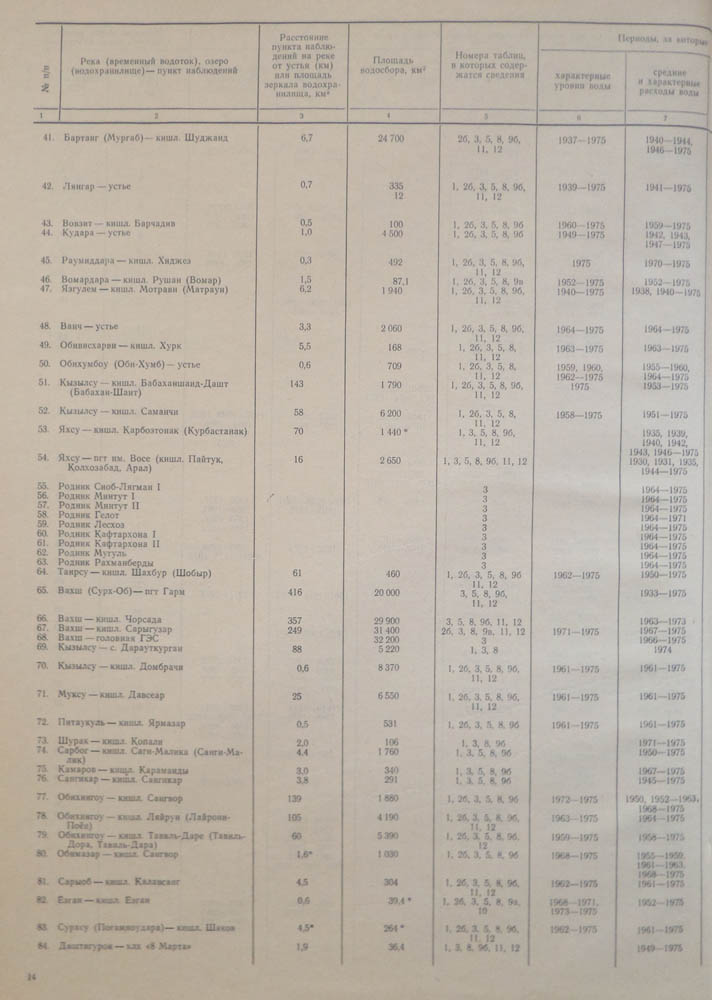 № п/п
Река (временный водоток), озеро (водохранилище) — пункт наблюдений
Расстояние пункта наблюдений на реке от устья (км) или площадь зеркала водохранилища, км²
Площадь водосбора, км²
Номера таблиц, в которых содержатся сведения
Периоды, за которые
характерные уровни воды
средние и характерные расходы воды
1 2 3 4 5 6 7
41. Бартанг (Мургаб) — кишл. Шуджанд 6,7 24 700 2б, 3, 5, 8, 9б, 1937—1975 1940—1944,
11, 12 1946—1975
42. Лянгар — устье 0,7 335 1, 2б, 3, 5, 8, 9б, 1939—1975 1941—1975
12 11, 12
43. Вовзит — кишл. Барчадив 0,5 100 1, 2б, 3, 5, 8, 9б 1960—1975 1959—1975
44. Кудара — устье 1,0 4 500 1, 2б, 3, 5, 8, 9б 1949—1975 1942, 1943,
1947—1975
45. Раумиддара — кишл. Хиджез 0,3 492 1, 2б, 3, 5, 8, 9б, 1975 1970—1975
11, 12
46. Вомардара — кишл. Рушан (Вомар) 1,5 87,1 1, 2б, 3, 5, 8, 9в 1952—1975 1952—1975
47. Язгулем — кишл. Мотравн (Матраун) 6,2 1 940 1, 2б, 3, 5, 8, 9б, 1940—1975 1938, 1940—1975
11, 12
48. Ванч — устье 3,3 2 060 1, 2б, 3, 5, 8, 9б, 1964—1975 1964—1975
11, 12
49. Обивисхарви — кишл. Хурк 5,5 168 1, 2б, 3, 5, 8, 1963—1975 1963—1975
11, 12
50. Обихумбоу (Оби-Хумб) — устье 0,6 709 1, 2б, 3, 5, 8, 1959, 1960, 1955—1960,
11, 12 1962—1975 1964—1975
51. Кызылсу — кишл. Бабаханшаид-Дашт 143 1 790 1, 2б, 3, 5, 8, 9б, 1975 1953—1975
(Бабахан-Шаит) 11, 12
52. Кызылсу — кишл. Саманчи 58 6 200 1, 2б, 3, 5, 8, 1958—1975 1951—1975
11, 12
53. Яхсу — кишл. Карбозтонак (Курбастанак) 70 1 440 * 1, 3, 5, 8, 9б, 1935, 1939,
11, 12 1940, 1942,
1943, 1946—1975
54. Яхсу — пгт им. Восе (кишл. Пайтук, 16 2 650 1, 3, 5, 8, 9б, 11, 12 1930, 1931, 1935,
Колхозабад, Арал) 1944—1975
55. Родник Сиоб-Лягман I 3 1964—1975
56. Родник Минтут I 3 1964—1975
57. Родник Минтут II 3 1964—1975
58. Родник Гелот 3 1964—1971
59. Родник Лесхоз 3 1964—1975
60. Родник Кафтархона I 3 1964—1975
61. Родник Кафтархона II 3 1964—1975
62. Родник Мугуль 3 1964—1975
63. Родник Рахманберды 3 1964—1975
64. Таирсу — кишл. Шахбур (Шобыр) 61 460 1, 2б, 3, 5, 8, 9б 1962—1975 1950—1975
11, 12
65. Вахш (Сурх-Об) — пгт Гарм 416 20 000 3, 5, 8, 9б, 1933—1975
11, 12
66. Вахш — кишл. Чорсада 357 29 900 3, 5, 8, 9б, 11, 12 1963—1973
67. Вахш — кишл. Сарыгузар 249 31 400 2б, 3, 8, 9в, 11, 12 1971—1975 1967—1975
68. Вахш — головная ГЭС 32 200 3 1966—1975
69. Кызылсу — с. Дарауткурган 88 5 220 1, 3, 8 1974
70. Кызылсу — кишл. Домбрачи 0,6 8 370 1, 2б, 3, 5, 8, 9б, 1961—1975 1961—1975
11, 12
71. Муксу — кишл. Давсеар 25 6 550 1, 2б, 3, 5, 8, 9б, 1961—1975 1961—1975
11, 12
72. Питаукуль — кишл. Ярмазар 0,5 531 1, 2б, 3, 5, 8, 9б 1961—1975 1961—1975
73. Шурак — кишл. Копали 2,0 106 1, 3, 8, 9б 1971—1975
74. Сарбог — кишл. Саги-Малика (Санги-Ма- 4,4 1 760 1, 3, 5, 8, 9б 1950—1975
лик)
75. Камаров — кишл. Караманды 3,0 340 1, 3, 5, 8, 9б 1967—1975
76. Сангикар — кишл. Сангикар 3,8 291 1, 3, 5, 8, 9б 1945—1975
77. Обихингоу — кишл. Сангвор 139 1 880 1, 2б, 3, 5, 8, 9б 1972—1975 1950, 1952—1963,
1968—1975
78. Обихингоу — кишл. Ляйрун (Лайрони- 105 4 190 1, 2б, 3, 5, 8, 9б, 1963—1975 1964—1975
Поён) 11, 12
79. Обихингоу — кишл. Тавиль-Даре (Тавиль- 60 5 390 1, 2б, 3, 5, 8, 9б, 1959—1975 1958—1975
Дора, Таволь-Дара) 12
80. Обимазар — кишл. Сангвор 1,6* 1 030 1, 2б, 3, 5, 8, 9б 1968—1975 1955—1959,
1961—1963,
1968—1975
81. Сарыоб — кишл. Калансанг 4,5 304 1, 2б, 3, 5, 8, 9б, 1962—1975 1961—1975
11, 12
82. Езган — кишл. Езган 0,6 39,4 * 1, 2б, 3, 5, 8, 9в, 1968—1971, 1952—1975
10 1973—1975
83. Сурхсу — кишл. Шаков 4,5* 264 * 1, 2б, 3, 5, 8, 9б, 1962—1975 1961—1975
11, 12
84. Даштигурок — клх «8 Марта» 1,9 36,4 1, 3, 8, 9б, 11, 12 1949—1975
24